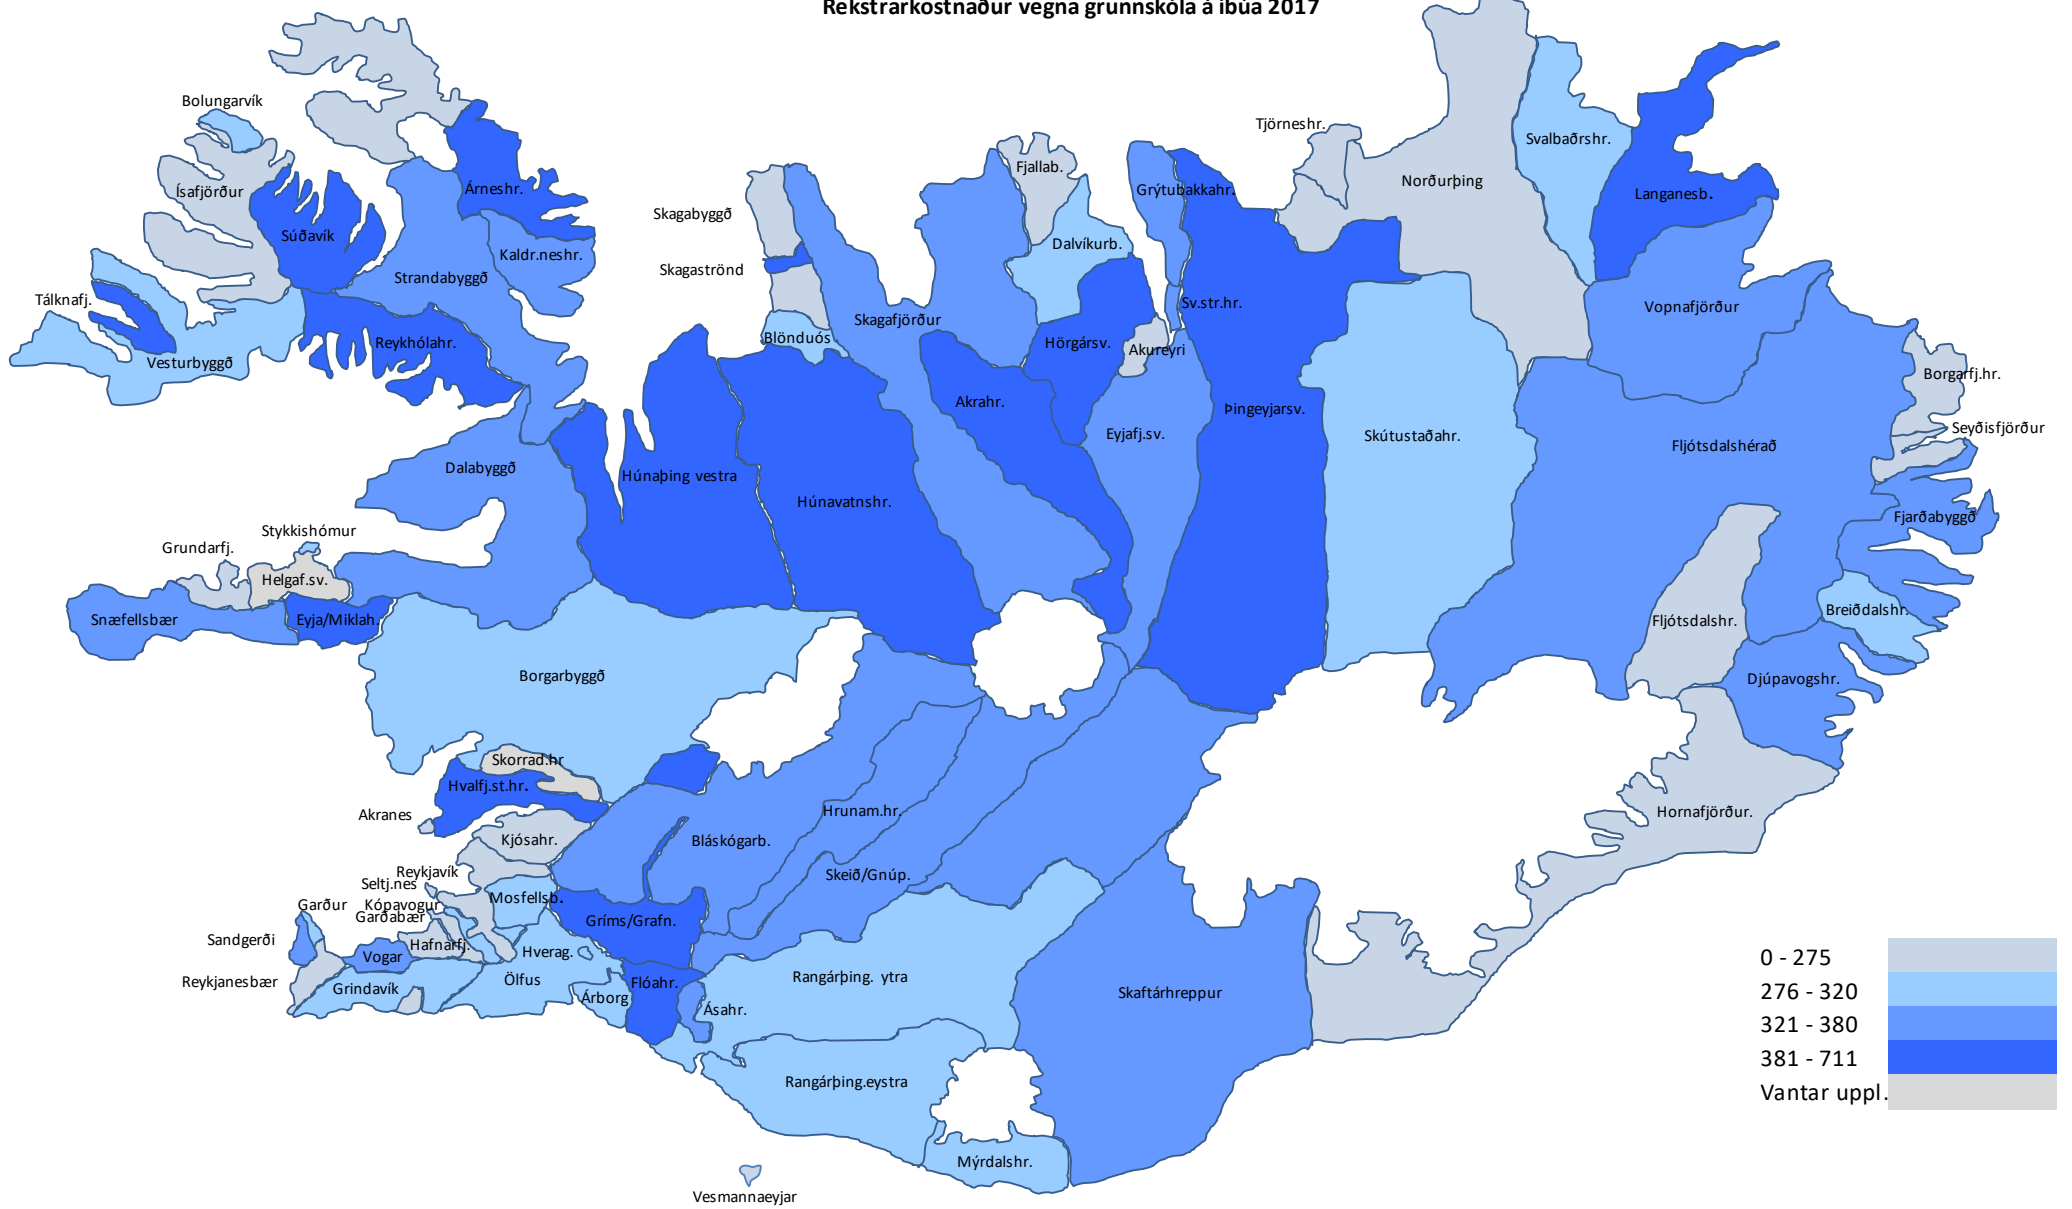 Rekstrarkostnaður vegna grunnskóla á íbúa 2017
Bolungarvík
Ísafjörður
Súðavík
Árneshr.
Kaldr.neshr.
Strandabyggð
Tálknafj.
Vesturbyggð
Reykhólahr.
Dalabyggð
Stykkishómur
Grundarfj.
Helgaf.sv.
Snæfellsbær
Eyja/Miklah.
Borgarbyggð
Skorrad.hr
Hvalfj.st.hr.
Akranes
Kjósahr.
Reykjavík
Seltj.nes
Mosfellsb.
Kópavogur
Garðabær
Hafnarfj.
Garður
Sandgerði
Vogar
Reykjanesbær
Grindavík
Hverag.
Ölfus
Árborg
Flóahr.
Gríms/Grafn.
Bláskógarb.
Hrunam.hr.
Skeið/Gnúp.
Ásahr.
Rangárþing. ytra
Rangárþing.eystra
Mýrdalshr.
Vesmannaeyjar
Skaftárhreppur
Skagabyggð
Skagaströnd
Blönduós
Skagafjörður
Húnaþing vestra
Húnavatnshr.
Akrahr.
Fjallab.
Dalvíkurb.
Hörgársv.
Akureyri
Eyjafj.sv.
Grýtubakkahr.
Sv.str.hr.
Þingeyjarsv.
Skútustaðahr.
Tjörneshr.
Norðurþing
Svalbaðrshr.
Langanesb.
Vopnafjörður
Borgarfj.hr.
Seyðisfjörður
Fljótsdalshérað
Fjarðabyggð
Fljótsdalshr.
Breiðdalshr.
Djúpavogshr.
Hornafjörður.
0 - 275
276 - 320
321 - 380
381 - 711
Vantar uppl.